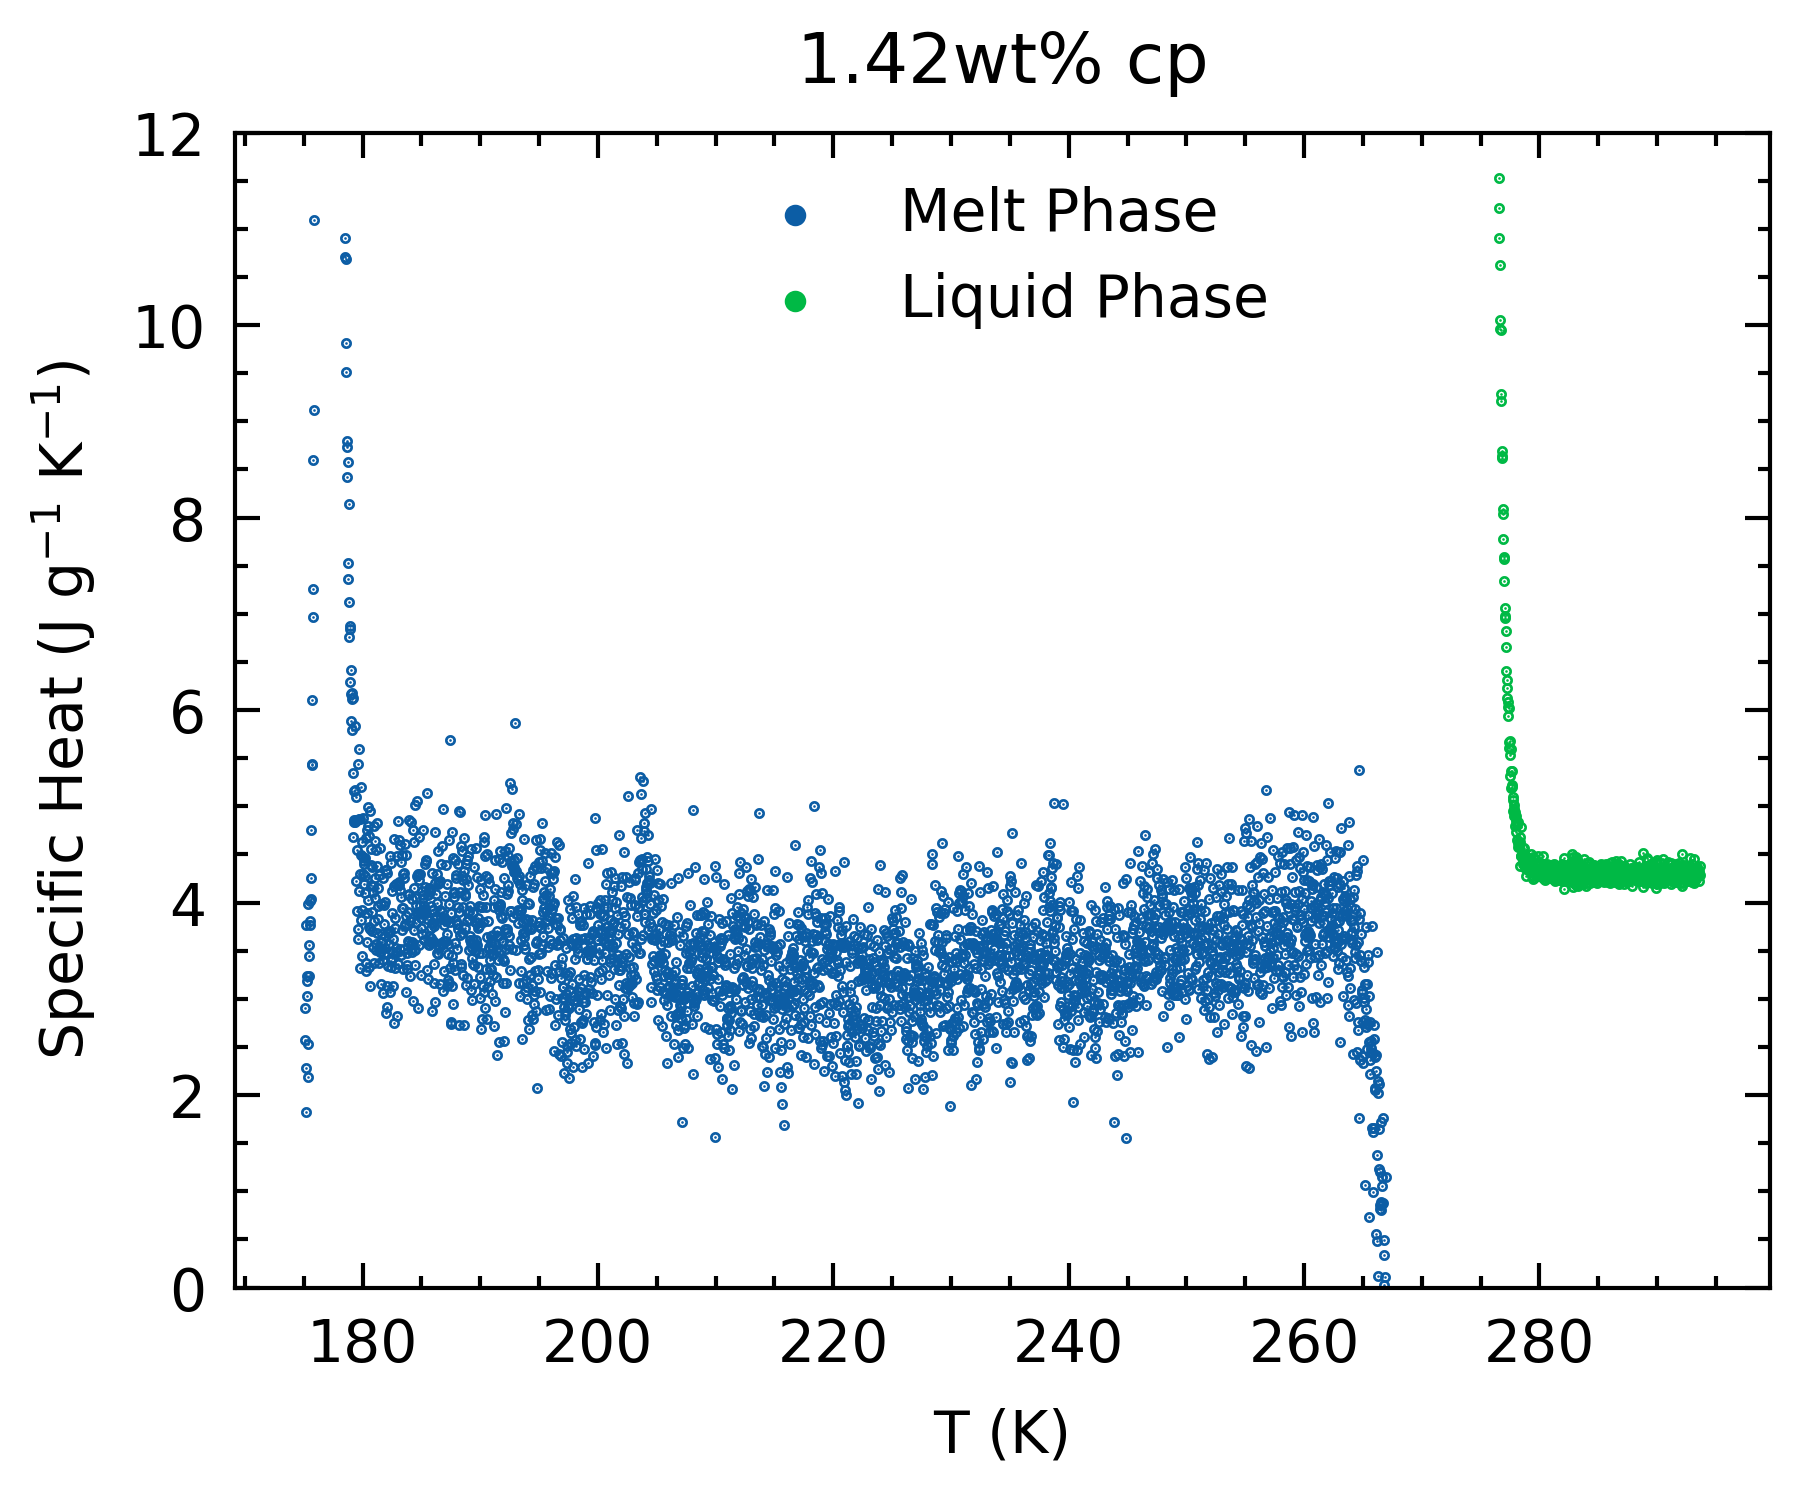 1.42wt% cp
12
10
8
6
4
2
0
Specific Heat (J g⁻¹ K⁻¹)
Melt Phase
Liquid Phase
180 200 220 240 260 280
T (K)